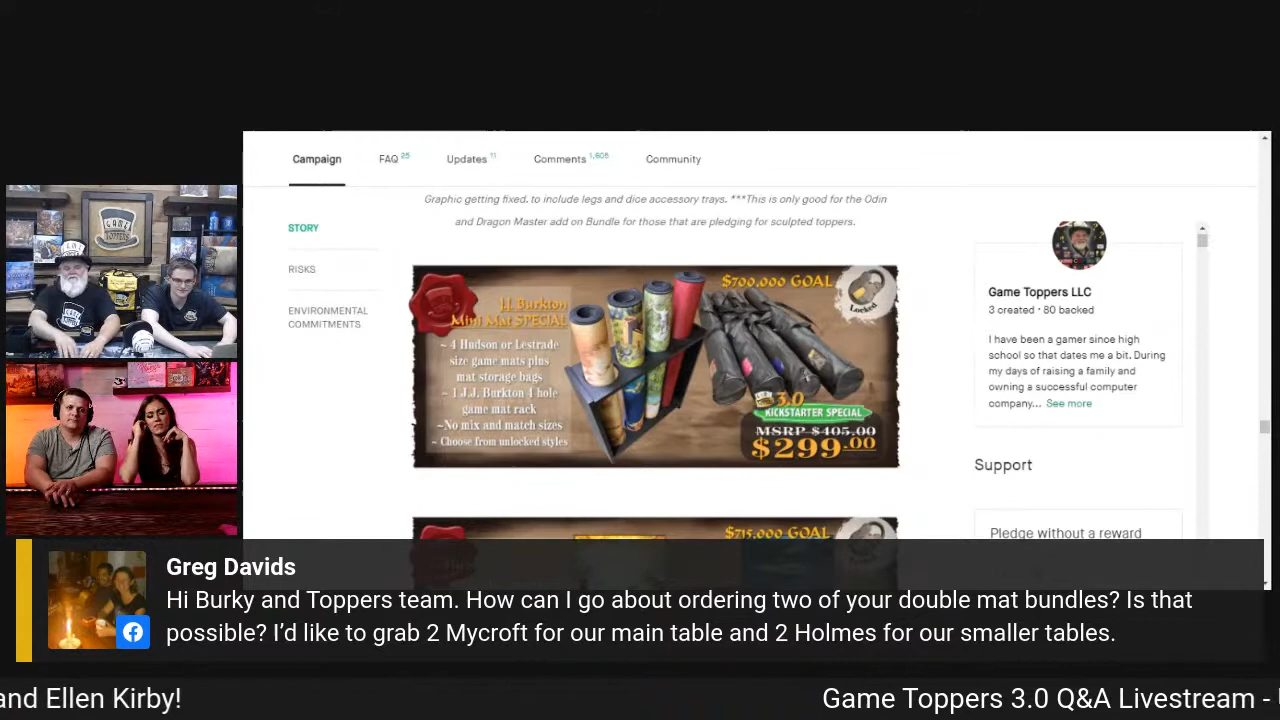 Campaign FAQ 25 Updates 11 Comments 1,605 Community
Graphic getting fixed. to include legs and dice accessory trays. ***This is only good for the Odin
and Dragon Master add on Bundle for those that are pledging for sculpted toppers.
STORY
RISKS
ENVIRONMENTAL
COMMITMENTS
GAME
TOPPERS
$700,000 GOAL
Locked
J.J. Burkton
Mini Mat SPECIAL
~ 4 Hudson or Lestrade
size game mats plus
mat storage bags
~ 1 J.J. Burkton 4 hole
game mat rack
~No mix and match sizes
~ Choose from unlocked styles
3.0
KICKSTARTER SPECIAL
MSRP $405.00
$299.00
Game Toppers LLC
3 created · 80 backed
I have been a gamer since high
school so that dates me a bit. During
my days of raising a family and
owning a successful computer
company... See more
Support
Pledge without a reward
$715,000 GOAL
Greg Davids
Hi Burky and Toppers team. How can I go about ordering two of your double mat bundles? Is that
possible? I’d like to grab 2 Mycroft for our main table and 2 Holmes for our smaller tables.
and Ellen Kirby! Game Toppers 3.0 Q&A Livestream -